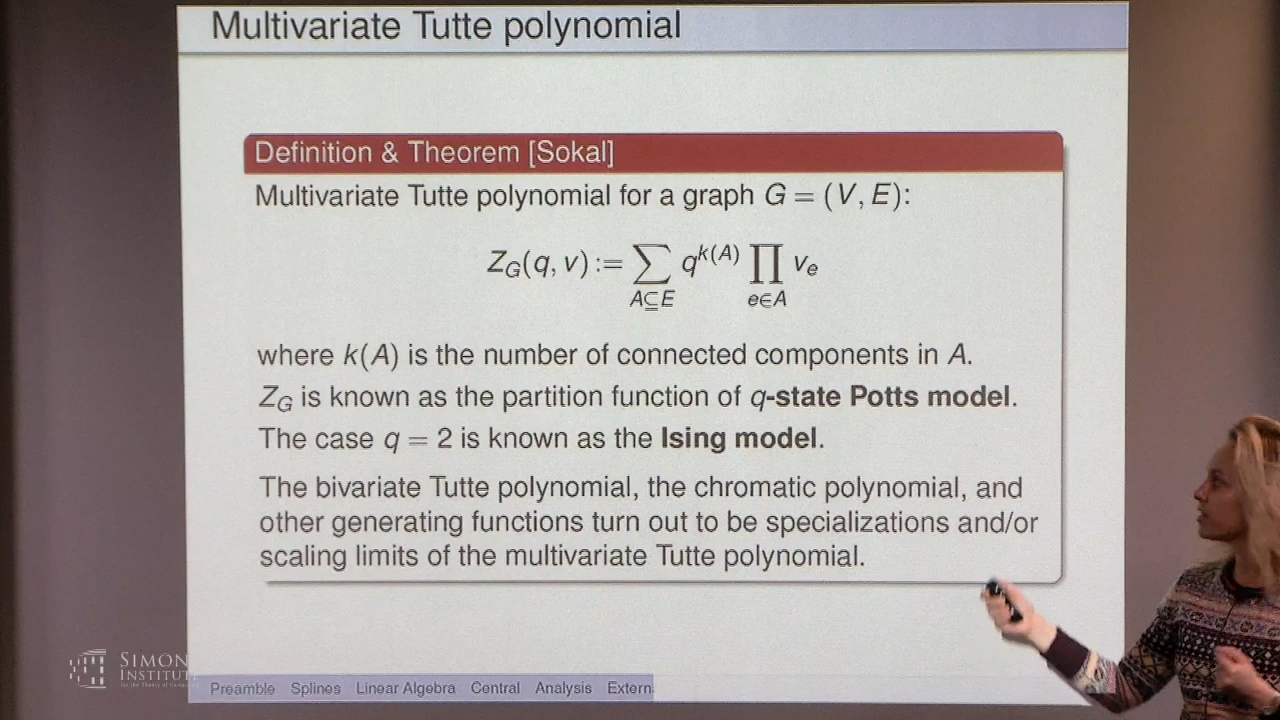 Multivariate Tutte polynomial
Definition & Theorem [Sokal]
Multivariate Tutte polynomial for a graph G = (V, E):
Z_G(q, v) := ∑_{A⊆E} q^{k(A)} ∏_{e∈A} v_e
where k(A) is the number of connected components in A.
Z_G is known as the partition function of q-state Potts model.
The case q = 2 is known as the Ising model.
The bivariate Tutte polynomial, the chromatic polynomial, and
other generating functions turn out to be specializations and/or
scaling limits of the multivariate Tutte polynomial.
SIMON
INSTITUT
Preamble Splines Linear Algebra Central Analysis Extern